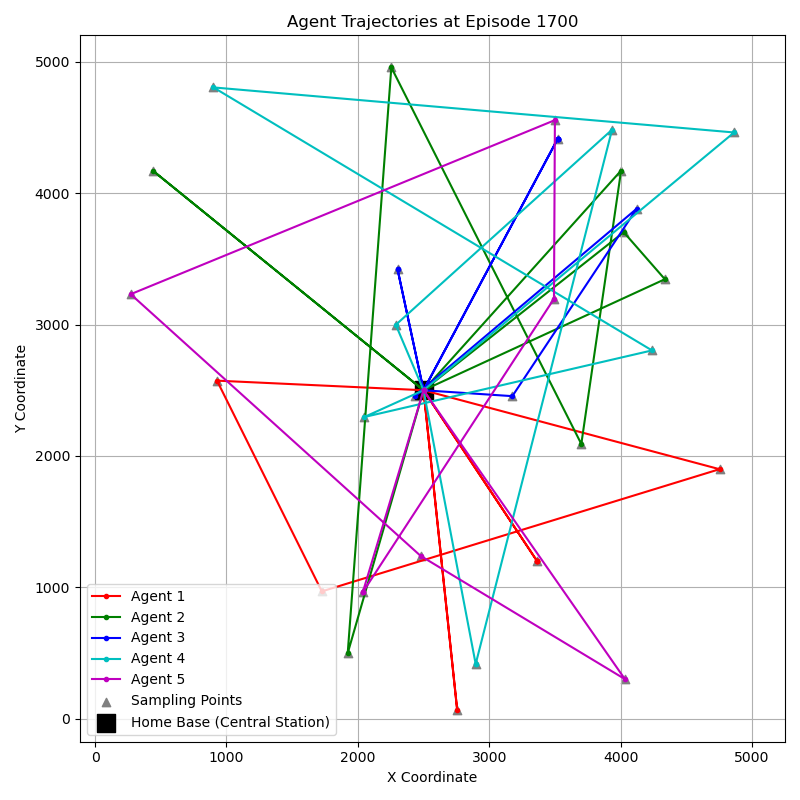 Agent Trajectories at Episode 1700
Y Coordinate
5000
4000
3000
2000
1000
0
Agent 1
Agent 2
Agent 3
Agent 4
Agent 5
Sampling Points
Home Base (Central Station)
0 1000 2000 3000 4000 5000
X Coordinate